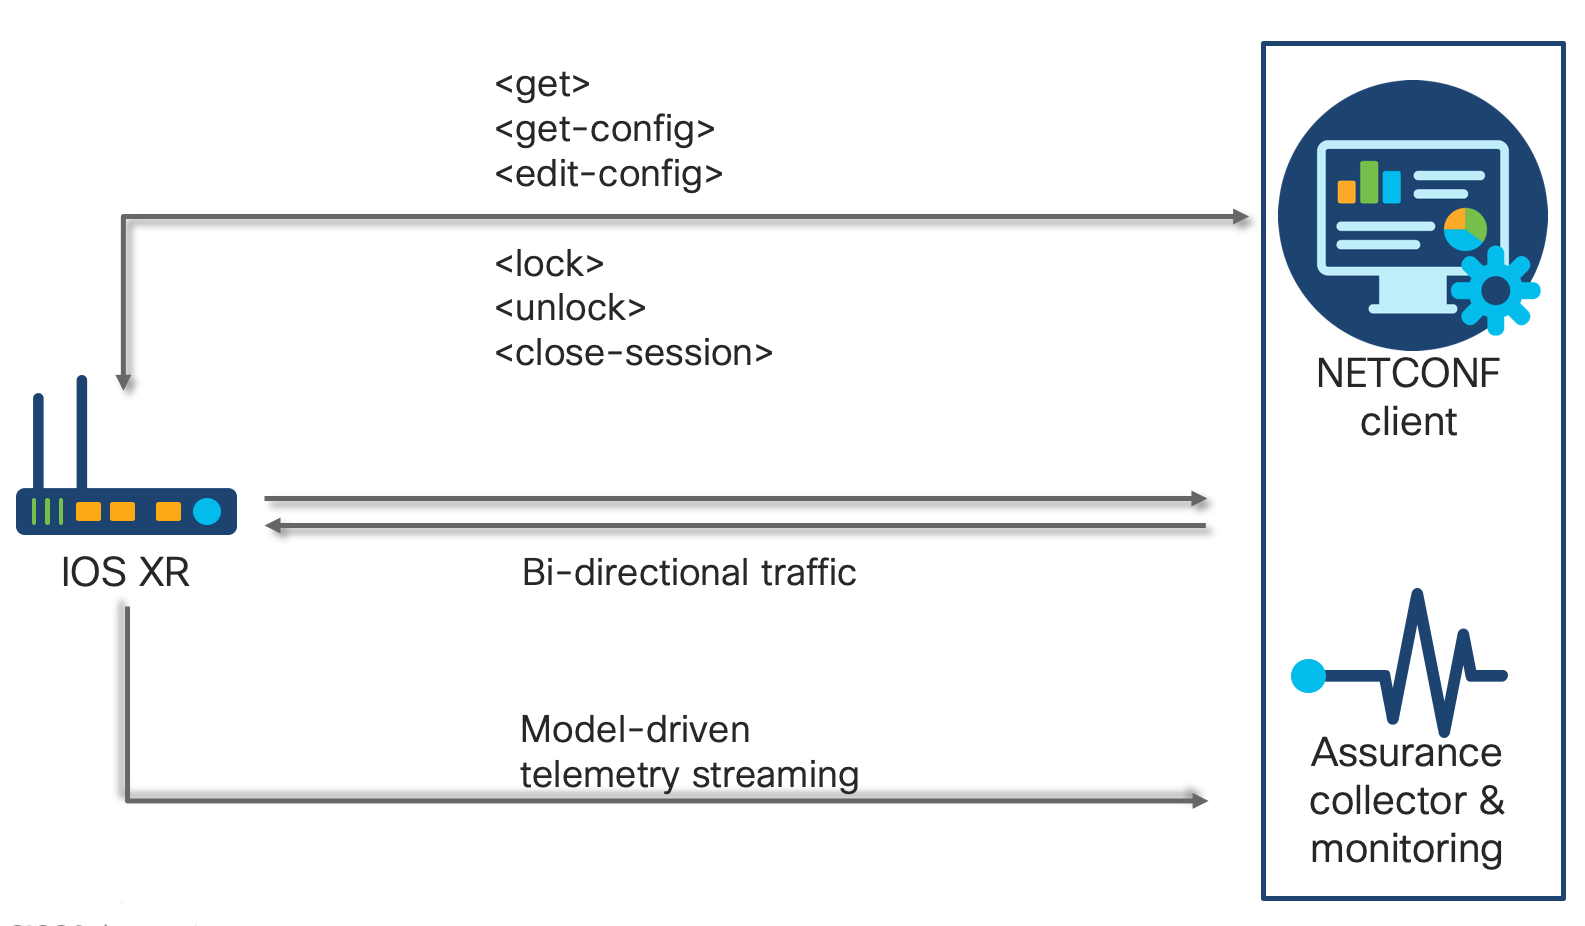 <get>
<get-config>
<edit-config>
<lock>
<unlock>
<close-session>
NETCONF
client
IOS XR
Bi-directional traffic
Model-driven
telemetry streaming
Assurance
collector &
monitoring